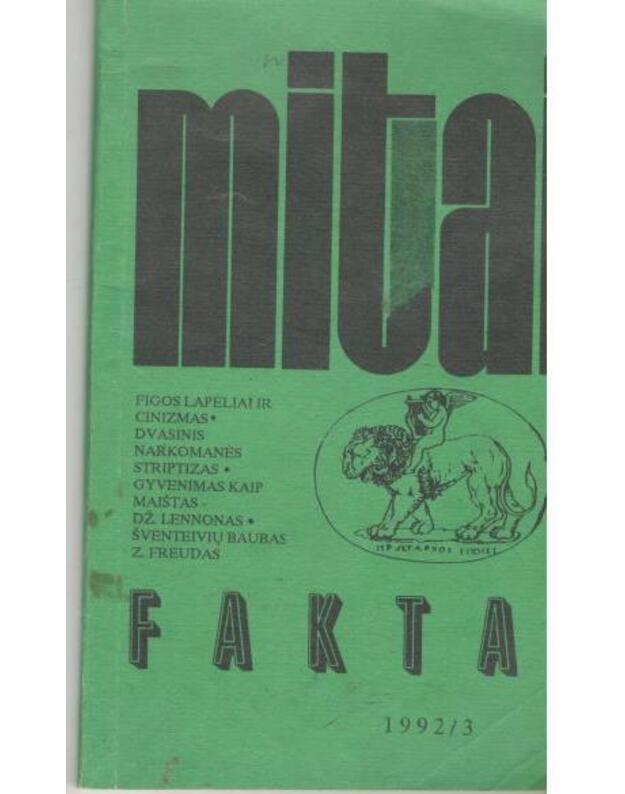 mitai
FIGOS LAPELIAI IR
CINIZMAS •
DVASINIS
NARKOMANĖS
STRIPTIZAS •
GYVENIMAS KAIP
MAIŠTAS -
DŽ. LENNONAS •
ŠVENTEIVIŲ BAUBAS
Z. FREUDAS
FAKTA
1992/3